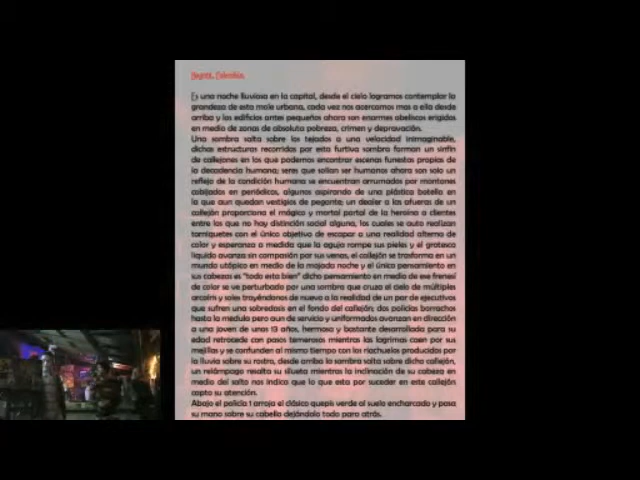 Bogotá, Colombia.
Es una noche lluviosa en la capital, desde el cielo logramos contemplar la
grandeza de esta mole urbana, cada vez nos acercamos mas a ella desde
arriba y los edificios antes pequeños ahora son enormes obeliscos erigidos
en medio de zonas de absoluta pobreza, crimen y depravación.
Una sombra salta sobre los tejados a una velocidad inimaginable,
dichas estructuras recorridas por esta furtiva sombra forman un sinfín
de callejones en los que podemos encontrar escenas funestas propias de
la decadencia humana; seres que solían ser humanos ahora son solo un
reflejo de la condición humana se encuentran arrumados por montones
cobijados en periódicos, algunos aspirando de una plástica botella en
la que aun quedan vestigios de pegante; un dealer a las afueras de un
callejón proporciona el mágico y mortal portal de la heroína a clientes
entre los que no hay distinción social alguna, los cuales se auto realizan
torniquetes con el único objetivo de escapar a una realidad alterna de
color y esperanza a medida que la aguja rompe sus pieles y el grotesco
liquido avanza sin compasión por sus venas, el callejón se trasforma en un
mundo utópico en medio de la mojada noche y el único pensamiento en
sus cabezas es "todo esta bien" dicho pensamiento en medio de ese frenesí
de color se ve perturbado por una sombra que cruza el cielo de múltiples
arcoíris y soles trayéndonos de nuevo a la realidad de un par de ejecutivos
que sufren una sobredosis en el fondo del callejón; dos policías borrachos
hasta la medula pero aun de servicio y uniformados avanzan en dirección
a una joven de unos 13 años, hermosa y bastante desarrollada para su
edad retrocede con pasos temerosos mientras las lagrimas caen por sus
mejillas y se confunden al mismo tiempo con los riachuelos producidos por
la lluvia sobre su rostro, desde arriba la sombra salta sobre dicho callejón,
un relámpago resalta su silueta mientra la inclinación de su cabeza en
medio del salto nos indica que lo que esta por suceder en este callejón
capto su atención.
Abajo el policía 1 arroja el clásico quepis verde al suelo encharcado y pasa
su mano sobre su cabello dejándolo todo para atrás.